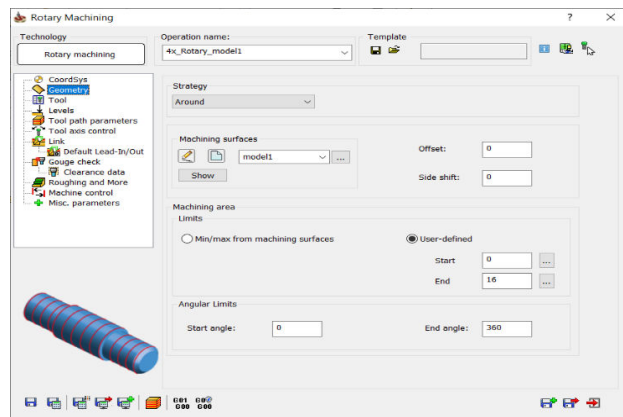 Rotary Machining
?
Technology
Rotary machining
Operation name:
4x_Rotary_model1
Template
CoordSys
Geometry
Tool
Levels
Tool path parameters
Tool axis control
Link
Default Lead-In/Out
Gouge check
Clearance data
Roughing and More
Machine control
Misc. parameters
Strategy
Around
Machining surfaces
model1
...
Show
Offset: 0
Side shift: 0
Machining area
Limits
Min/max from machining surfaces
User-defined
Start 0 ...
End 16 ...
Angular Limits
Start angle: 0
End angle: 360
G01 G0
G00 G00